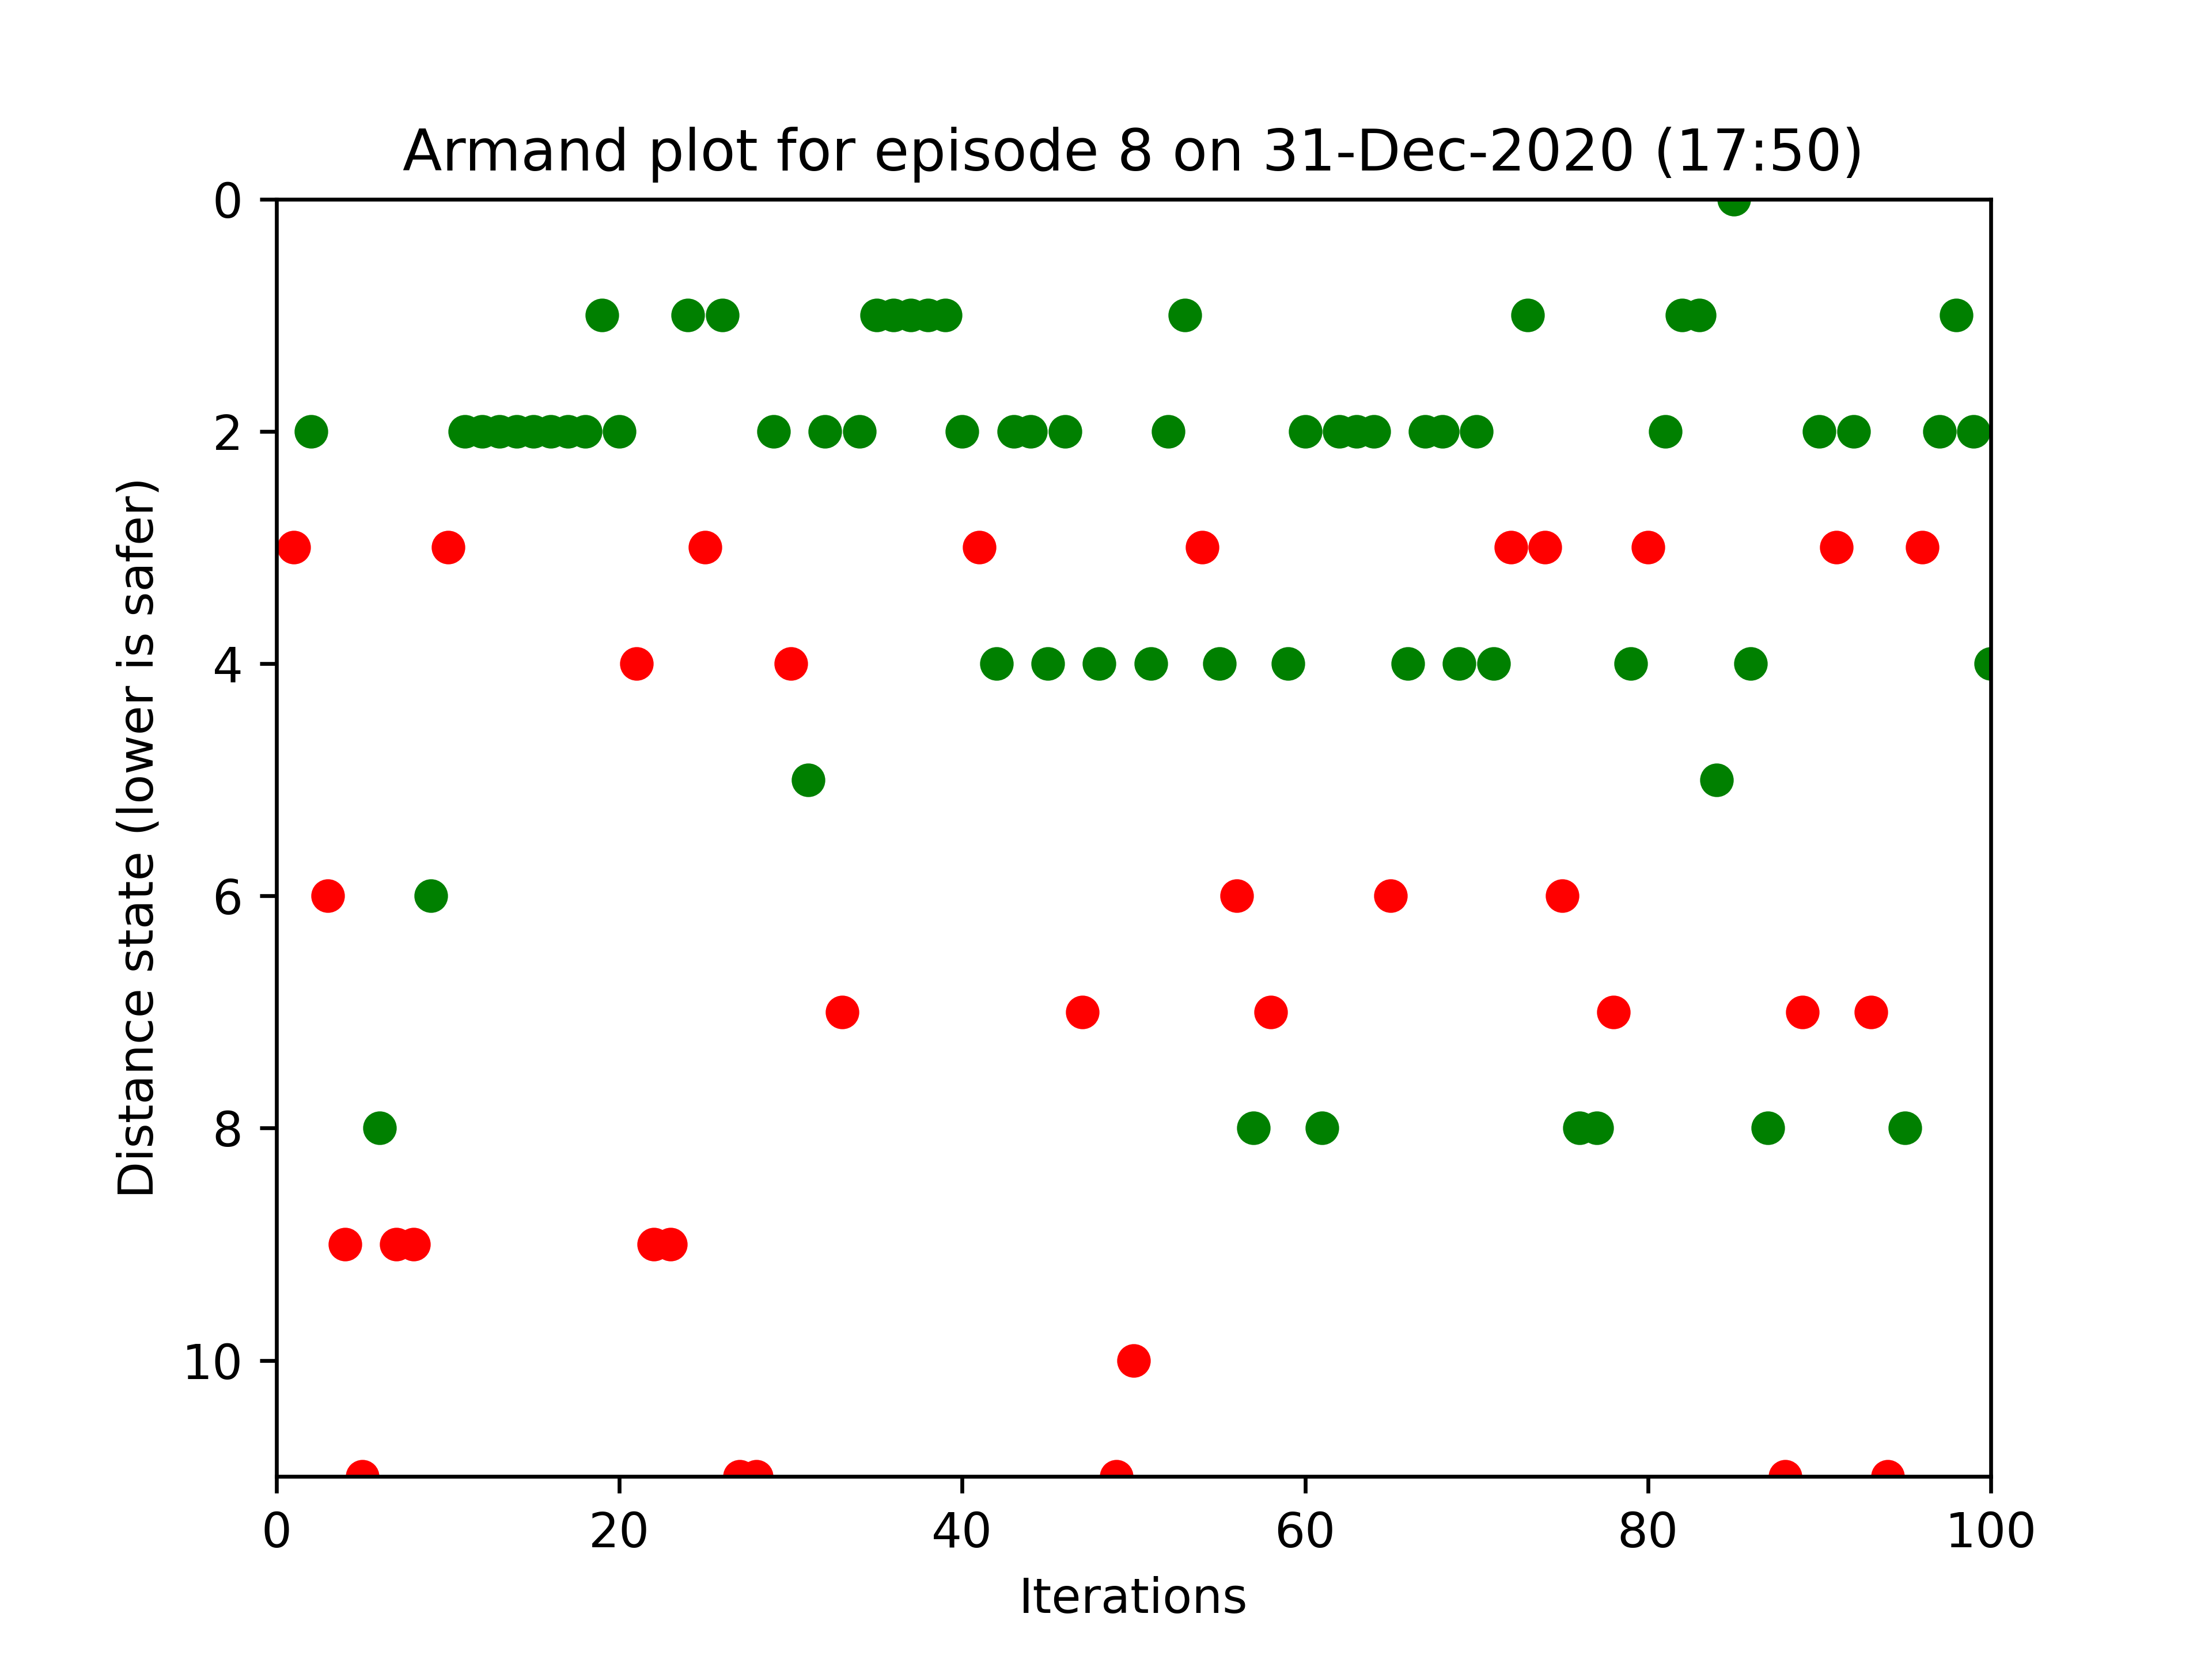 Armand plot for episode 8 on 31-Dec-2020 (17:50)
0
2
4
6
8
10
Distance state (lower is safer)
0 20 40 60 80 100
Iterations